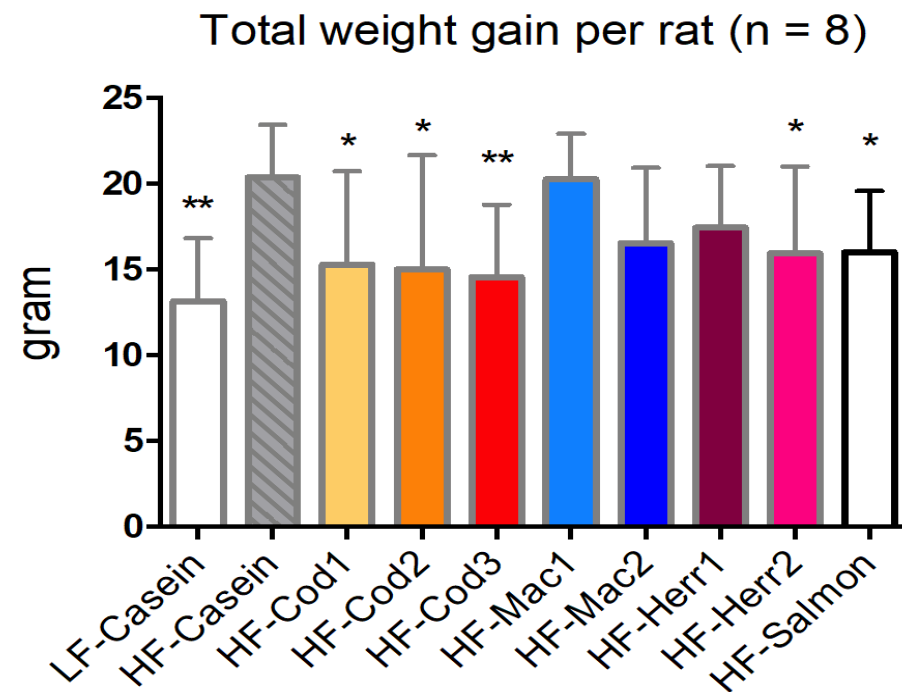 Total weight gain per rat (n = 8)
gram
25
20
15
10
5
0
**
*
*
**
*
*
LF-Casein
HF-Casein
HF-Cod1
HF-Cod2
HF-Cod3
HF-Mac1
HF-Mac2
HF-Herr1
HF-Herr2
HF-Salmon